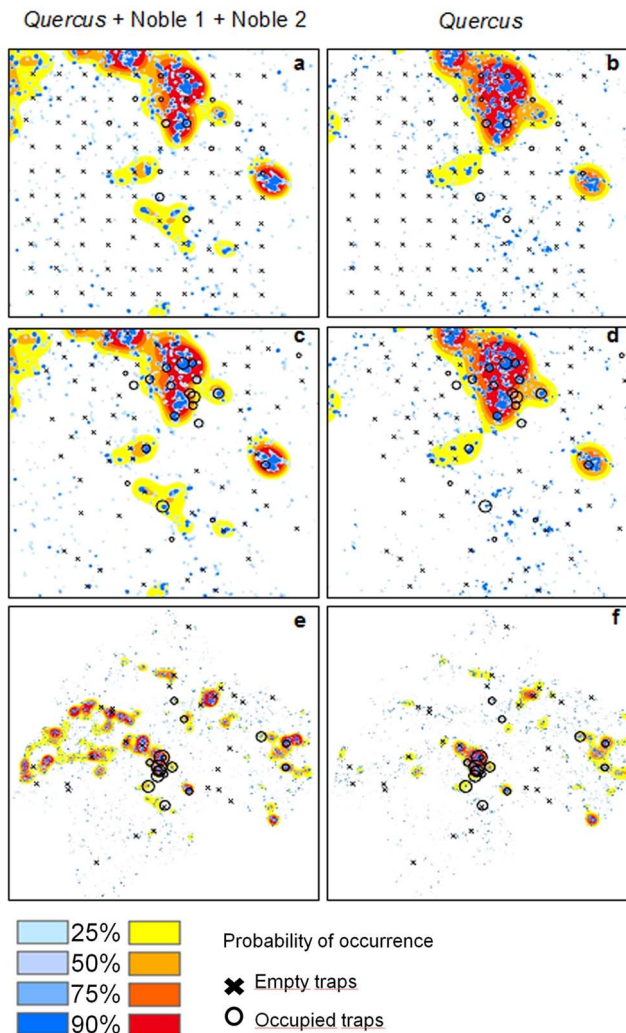 Quercus + Noble 1 + Noble 2
Quercus
a
b
c
d
e
f
25%
50%
75%
90%
Probability of occurrence
Empty traps
Occupied traps